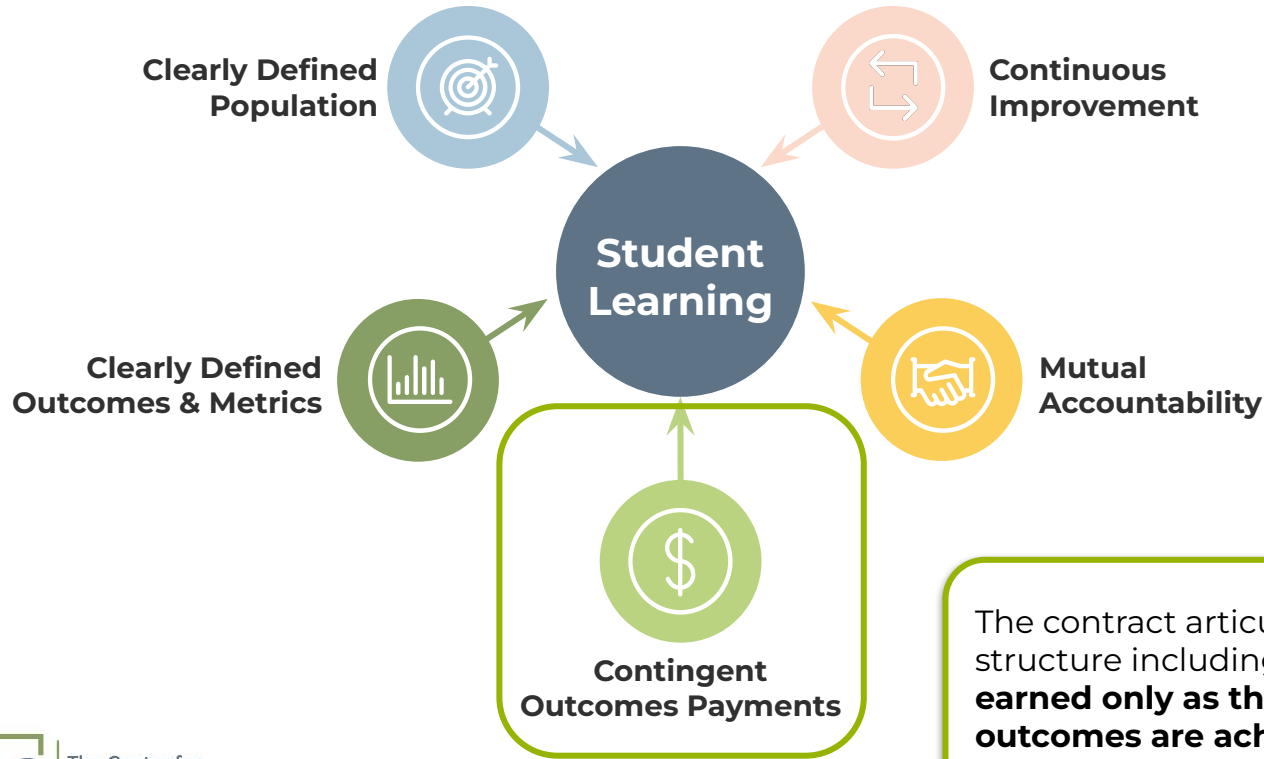 Clearly Defined
Population
Continuous
Improvement
Student
Learning
Clearly Defined
Outcomes & Metrics
Mutual
Accountability
$
Contingent
Outcomes Payments
The contract
structure including
earned only as
outcomes are